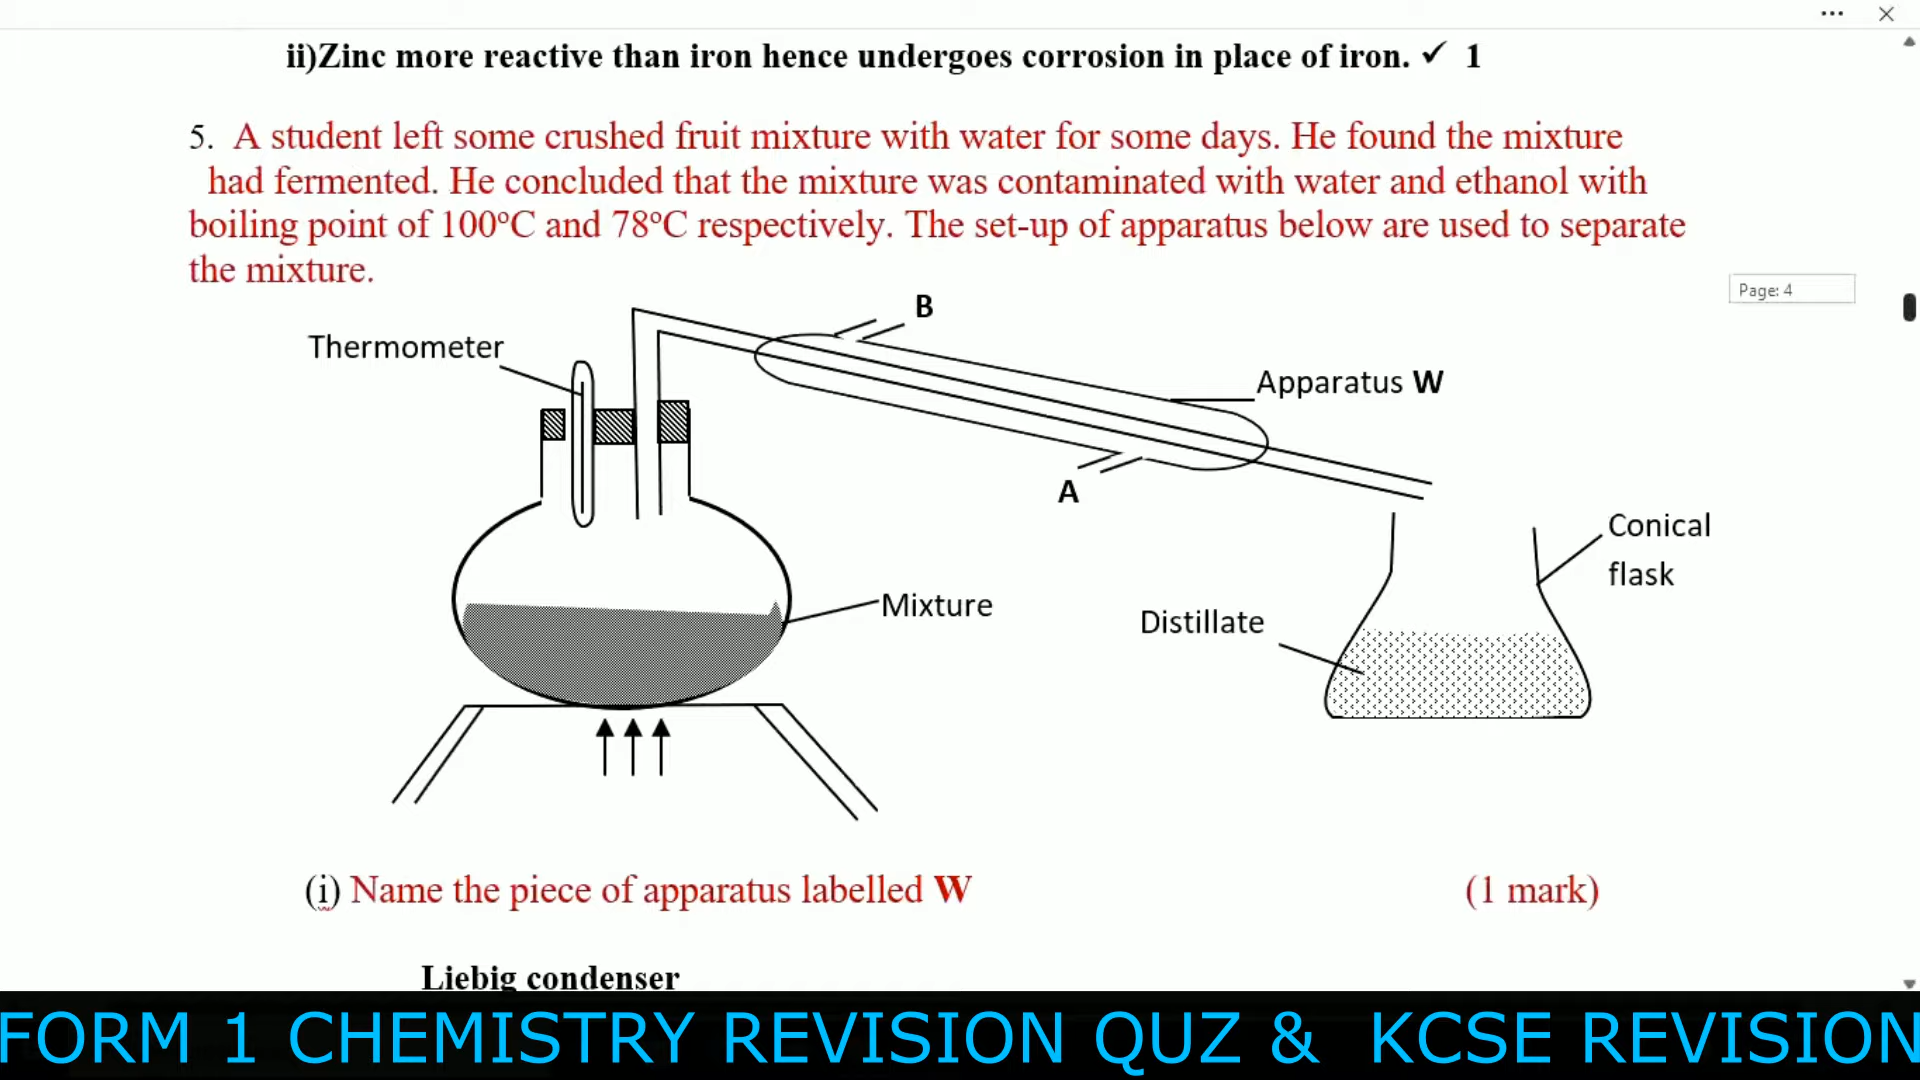 ii)Zinc more reactive than iron hence undergoes corrosion in place of iron. ✓ 1
5. A student left some crushed fruit mixture with water for some days. He found the mixture
had fermented. He concluded that the mixture was contaminated with water and ethanol with
boiling point of 100°C and 78°C respectively. The set-up of apparatus below are used to separate
the mixture.
Page: 4
B
Thermometer
Apparatus W
A
Conical
flask
Mixture
Distillate
(i) Name the piece of apparatus labelled W (1 mark)
Liebig condenser
FORM 1 CHEMISTRY REVISION QUZ & KCSE REVISION